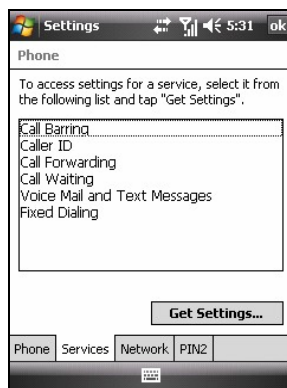 Settings 5:31 ok
Phone
To access settings for a service, select it from
the following list and tap "Get Settings".
Call Barring
Caller ID
Call Forwarding
Call Waiting
Voice Mail and Text Messages
Fixed Dialing
Get Settings...
Phone Services Network PIN2